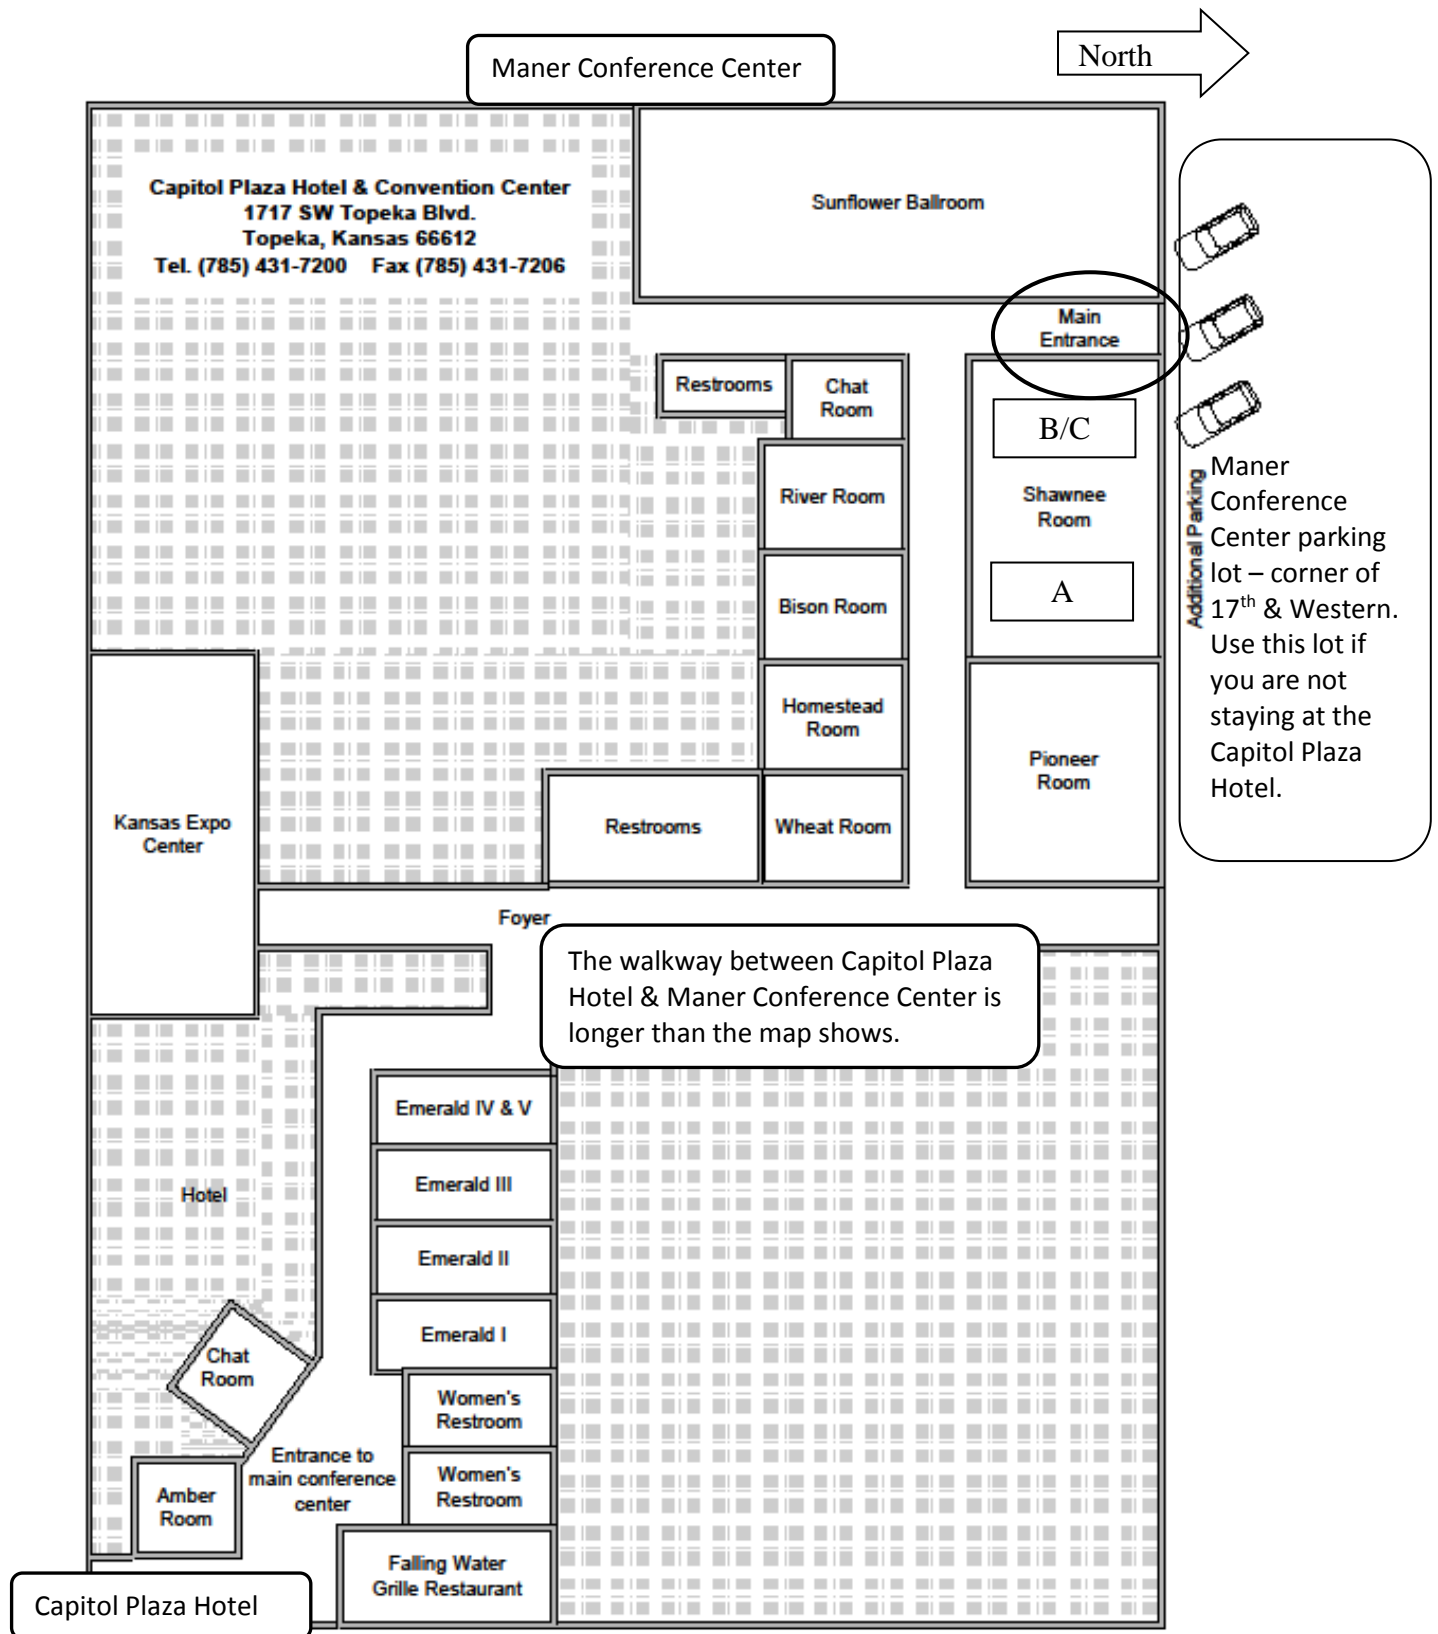 Maner Conference Center
North
Capitol Plaza Hotel & Convention Center
1717 SW Topeka Blvd.
Topeka, Kansas 66612
Tel. (785) 431-7200 Fax (785) 431-7206
Sunflower Ballroom
Main
Entrance
Restrooms
Chat
Room
B/C
River Room
Shawnee
Room
Bison Room
A
Additional Parking
Maner
Conference
Center parking
lot – corner of
17th & Western.
Use this lot if
you are not
staying at the
Capitol Plaza
Hotel.
Homestead
Room
Pioneer
Room
Kansas Expo
Center
Restrooms
Wheat Room
Foyer
The walkway between Capitol Plaza
Hotel & Maner Conference Center is
longer than the map shows.
Emerald IV & V
Emerald III
Hotel
Emerald II
Emerald I
Chat
Room
Women's
Restroom
Entrance to
main conference
center
Women's
Restroom
Amber
Room
Falling Water
Grille Restaurant
Capitol Plaza Hotel